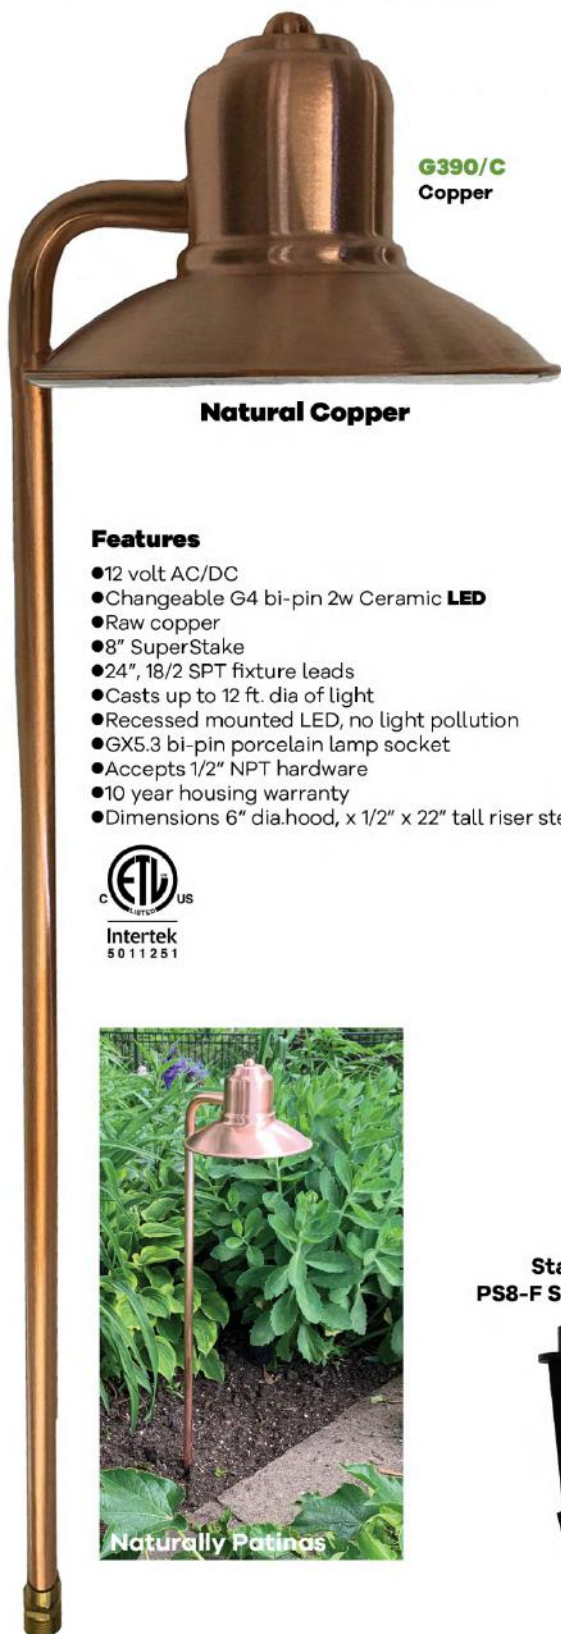 G390/C
Copper
Natural Copper
Features
●12 volt AC/DC
●Changeable G4 bi-pin 2w Ceramic LED
●Raw copper
●8” SuperStake
●24”, 18/2 SPT fixture leads
●Casts up to 12 ft. dia of light
●Recessed mounted LED, no light pollution
●GX5.3 bi-pin porcelain lamp socket
●Accepts 1/2” NPT hardware
●10 year housing warranty
●Dimensions 6” dia.hood, x 1/2” x 22” tall riser
ETL
C US
LISTED
Intertek
5011251
Naturally Patinas
PS8-F